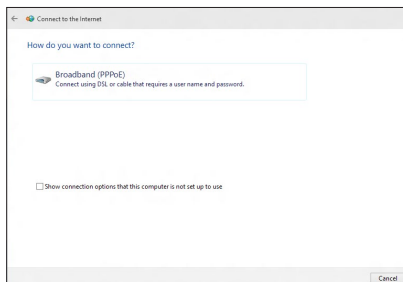 Connect to the Internet
How do you want to connect?
Broadband (PPPoE)
Connect using DSL or cable that requires a user name and password.
Show connection options that this computer is not set up to use
Cancel